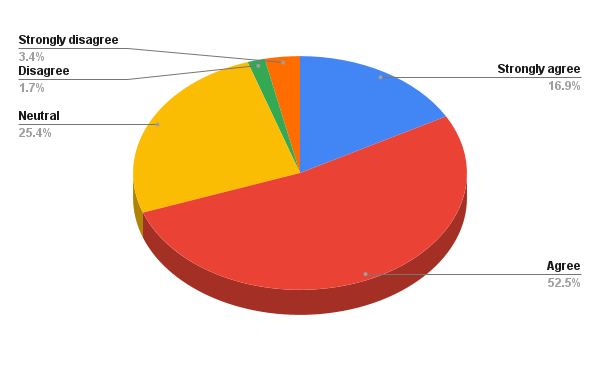 Strongly disagree
3.4%
Disagree
1.7%
Neutral
25.4%
Strongly agree
16.9%
Agree
52.5%